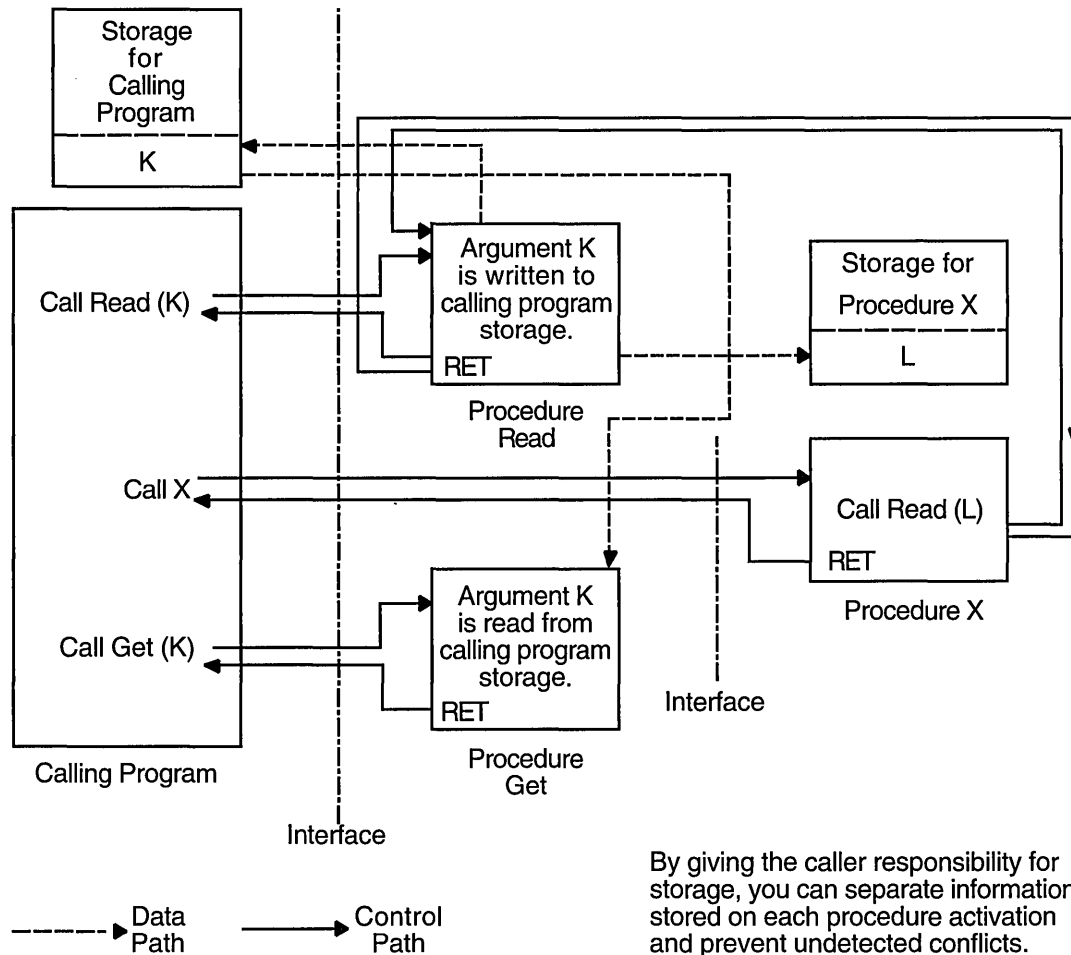 Storage
for
Calling
Program
K
Call Read (K)
Call X
Call Get (K)
Calling Program
Argument K
is written to
calling program
storage.
RET
Procedure
Read
Storage for
Procedure X
L
Call Read (L)
RET
Procedure X
Argument K
is read from
calling program
storage.
RET
Procedure
Get
Interface
Interface
Data
Path
Control
Path
By giving the caller responsibility for
storage, you can separate information
stored on each procedure activation
and prevent undetected conflicts.